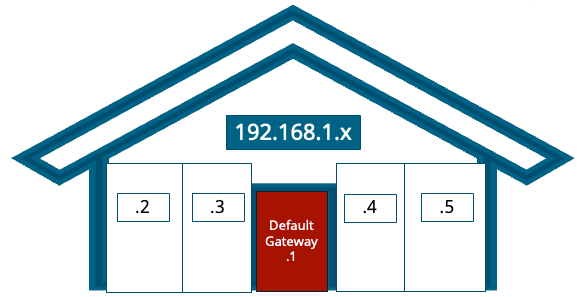 192.168.1.x
.2
.3
Default
Gateway
.1
.4
.5